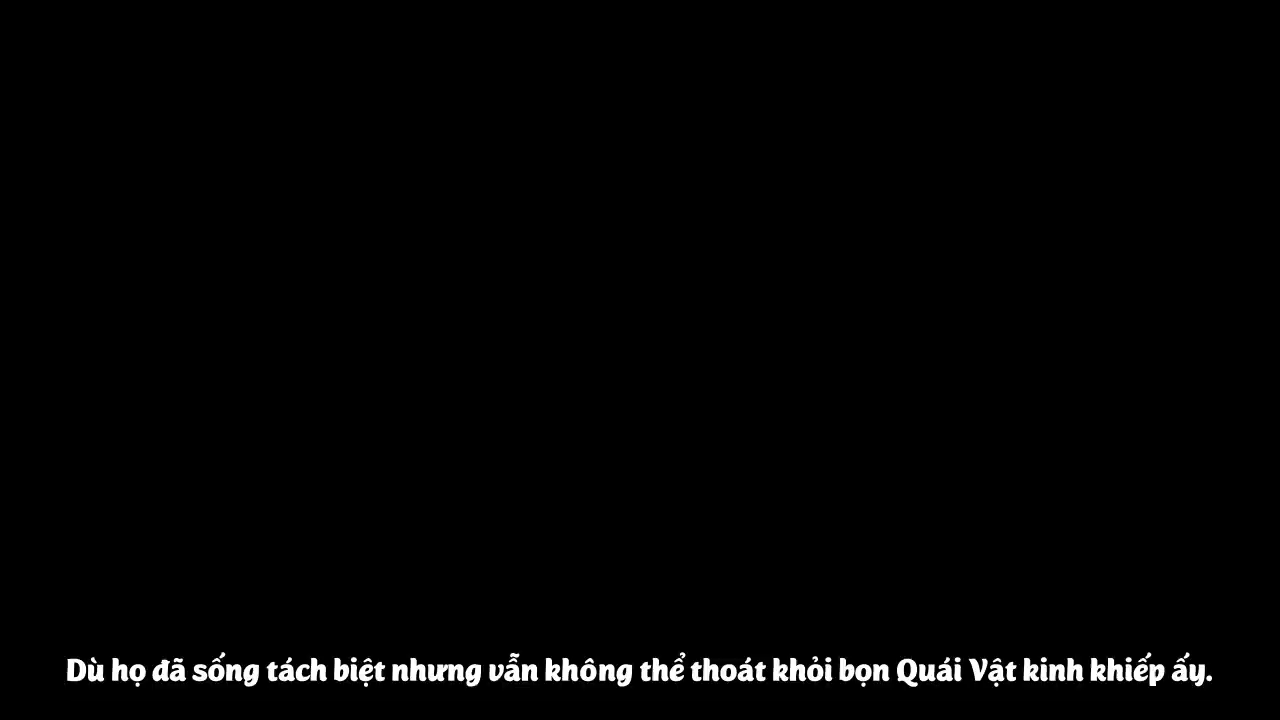 Dù họ đã sống tách biệt nhưng vẫn không thể thoát khỏi bọn Quái Vật kinh khiếp ấy.